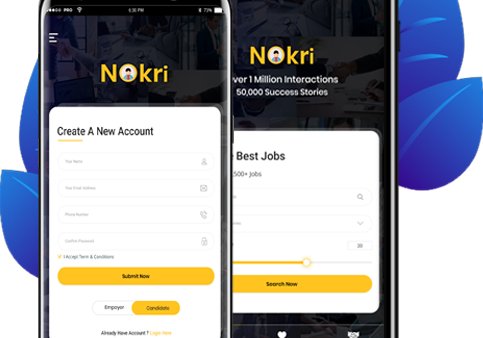 PRO
6:30 PM
72%
Nokri
Create A New Account
Your Name
Your Email Address
Phone Number
Confirm Password
I Accept Term & Conditions
Submit Now
Employer
Candidate
Already Have Account ? Login Here
Nokri
ver 1 Million Interactions
50,000 Success Stories
e Best Jobs
500+ Jobs
20
Search Now